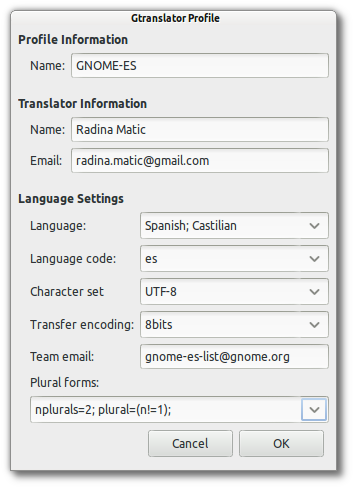 Gtranslator Profile
Profile Information
Name: GNOME-ES
Translator Information
Name: Radina Matic
Email: radina.matic@gmail.com
Language Settings
Language: Spanish; Castilian
Language code: es
Character set UTF-8
Transfer encoding: 8bits
Team email: gnome-es-list@gnome.org
Plural forms:
nplurals=2; plural=(n!=1);
Cancel OK